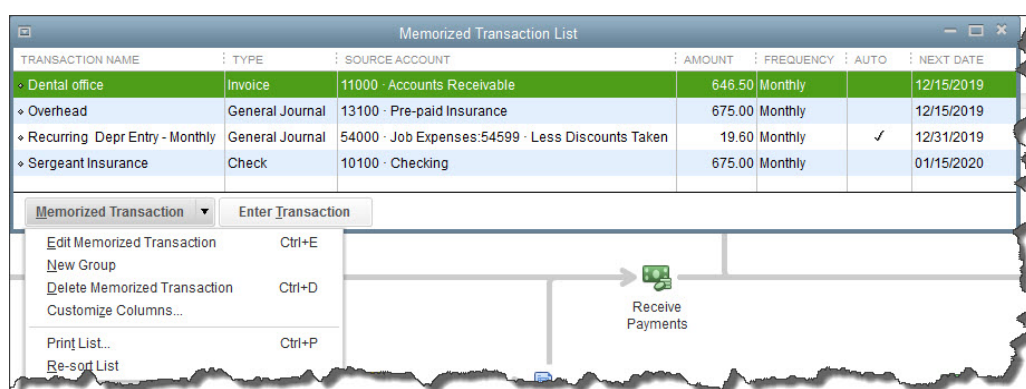 Memorized Transaction List
TRANSACTION NAME TYPE SOURCE ACCOUNT AMOUNT FREQUENCY AUTO NEXT DATE
Dental office Invoice 11000 · Accounts Receivable 646.50 Monthly 12/15/2019
Overhead General Journal 13100 · Pre-paid Insurance 675.00 Monthly 12/15/2019
Recurring Depr Entry - Monthly General Journal 54000 · Job Expenses:54599 · Less Discounts Taken 19.60 Monthly ✓ 12/31/2019
Sergeant Insurance Check 10100 · Checking 675.00 Monthly 01/15/2020
Memorized Transaction Enter Transaction
Edit Memorized Transaction Ctrl+E
New Group
Delete Memorized Transaction Ctrl+D
Customize Columns...
Print List... Ctrl+P
Re-sort List
Receive
Payments